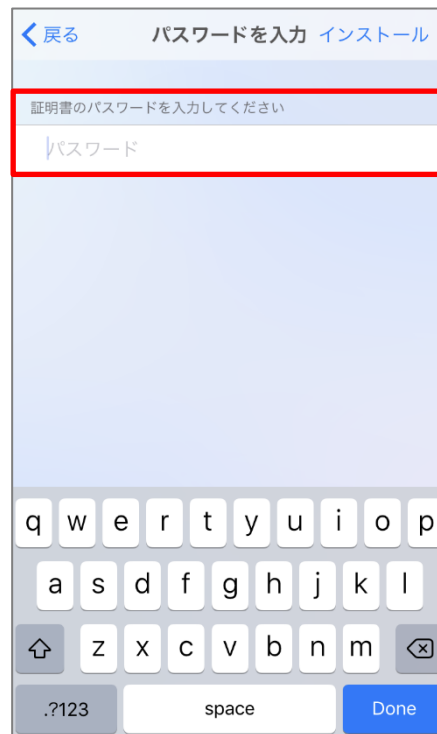 戻る パスワードを入力 インストール
証明書のパスワードを入力してください
パスワード
q w e r t y u i o p
a s d f g h j k l
z x c v b n m
.?123 space Done